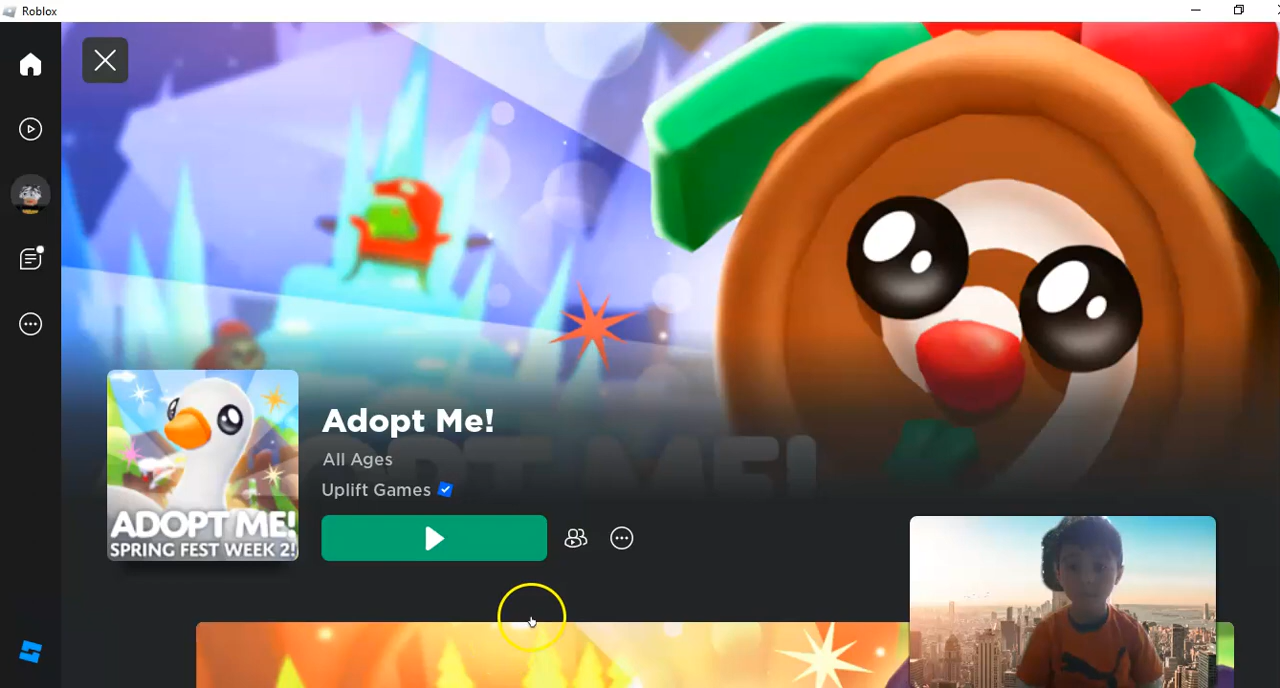 Roblox
Adopt Me!
All Ages
Uplift Games
ADOPT ME!
SPRING FEST WEEK 2!